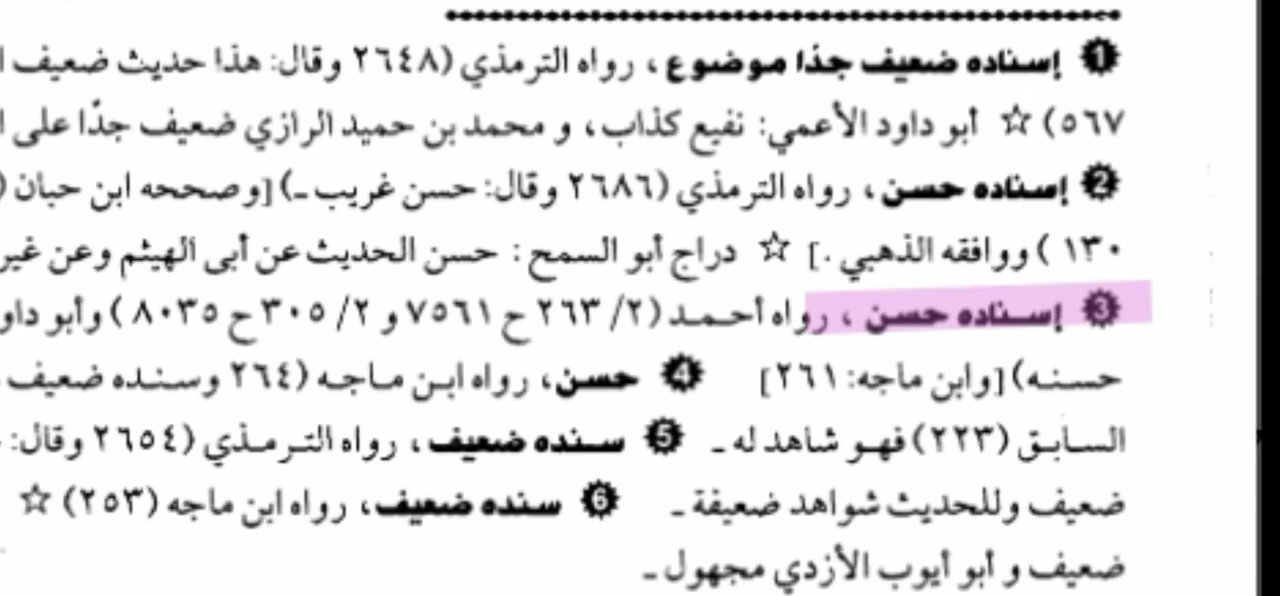 ❶ إسناده ضعيف جدًا موضوع، رواه الترمذي (٢٦٤٨ وقال: هذا حديث ضعيف
٥٦٧) ☆ أبو داود الأعمي: نفيع كذاب، و محمد بن حميد الرازي ضعيف جدًا على
❷ إسناده حسن، رواه الترمذي (٢٦٨٦ وقال: حسن غريب ـ) [وصححه ابن حبان (
١٣٠) ووافقه الذهبي .] ☆ دراج أبو السمح : حسن الحديث عن أبى الهيثم وعن غير
❸ إسناده حسن، رواه أحمد (٢/ ٢٦٣ ح ٧٥٦١ و ٢/ ٣٠٥ ح ٨٠٣٥) وأبو داو
حسنه) [وابن ماجه: ٢٦١] ❹ حسن، رواه ابن ماجه (٢٦٤ وسنده ضعيف
السابق (٢٢٣) فهو شاهد له ـ ❺ سنده ضعيف، رواه الترمذي (٢٦٥٤ وقال:
ضعيف وللحديث شواهد ضعيفة ـ ❻ سنده ضعيف، رواه ابن ماجه (٢٥٣) ☆
ضعيف و أبو أيوب الأزدي مجهول ـ